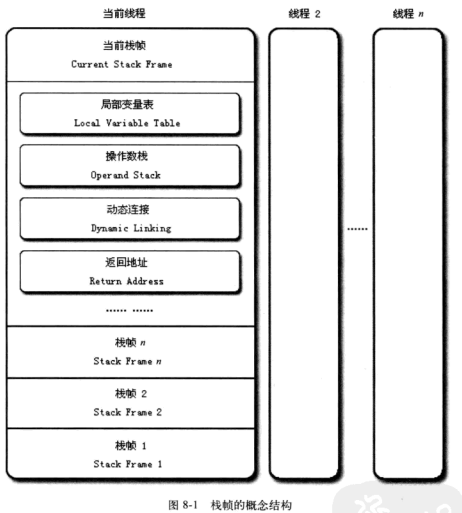 当前线程
线程 2
线程 n
当前栈帧
Current Stack Frame
局部变量表
Local Variable Table
操作数栈
Operand Stack
动态连接
Dynamic Linking
返回地址
Return Address
…… ……
……
栈帧 n
Stack Frame n
栈帧 2
Stack Frame 2
栈帧 1
Stack Frame 1
图 8-1 栈帧的概念结构